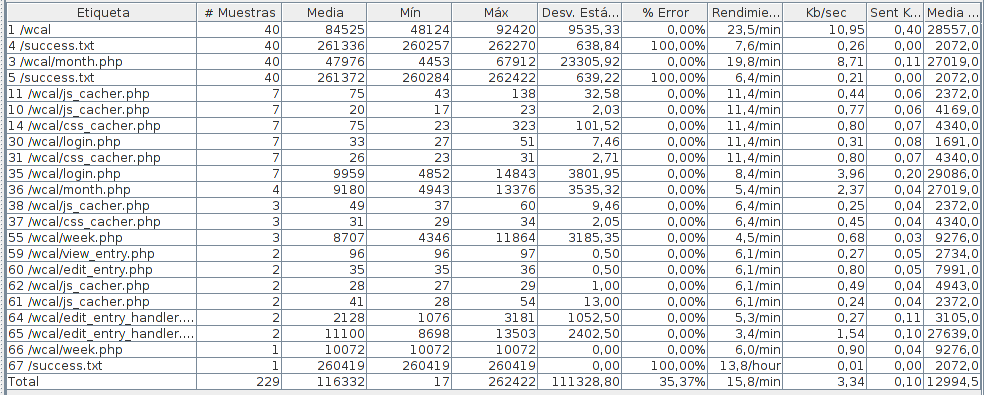 Etiqueta # Muestras Media Mín Máx Desv. Está... % Error Rendimie... Kb/sec Sent K... Media ...
1 /wcal 40 84525 48124 92420 9535,33 0,00% 23,5/min 10,95 0,40 28557,0
4 /success.txt 40 261336 260257 262270 638,84 100,00% 7,6/min 0,26 0,00 2072,0
3 /wcal/month.php 40 47976 4453 67912 23305,92 0,00% 19,8/min 8,71 0,11 27019,0
5 /success.txt 40 261372 260284 262422 639,22 100,00% 6,4/min 0,21 0,00 2072,0
11 /wcal/js_cacher.php 7 75 43 138 32,58 0,00% 11,4/min 0,44 0,06 2372,0
10 /wcal/js_cacher.php 7 20 17 23 2,03 0,00% 11,4/min 0,77 0,06 4169,0
14 /wcal/css_cacher.php 7 75 23 323 101,52 0,00% 11,4/min 0,80 0,07 4340,0
30 /wcal/login.php 7 33 27 51 7,46 0,00% 11,4/min 0,31 0,08 1691,0
31 /wcal/css_cacher.php 7 26 23 31 2,71 0,00% 11,4/min 0,80 0,07 4340,0
35 /wcal/login.php 7 9959 4852 14843 3801,95 0,00% 8,4/min 3,96 0,20 29086,0
36 /wcal/month.php 4 9180 4943 13376 3535,32 0,00% 5,4/min 2,37 0,04 27019,0
38 /wcal/js_cacher.php 3 49 37 60 9,46 0,00% 6,4/min 0,25 0,04 2372,0
37 /wcal/css_cacher.php 3 31 29 34 2,05 0,00% 6,4/min 0,45 0,04 4340,0
55 /wcal/week.php 3 8707 4346 11864 3185,35 0,00% 4,5/min 0,68 0,03 9276,0
59 /wcal/view_entry.php 2 96 96 97 0,50 0,00% 6,1/min 0,27 0,05 2734,0
60 /wcal/edit_entry.php 2 35 35 36 0,50 0,00% 6,1/min 0,80 0,05 7991,0
62 /wcal/js_cacher.php 2 28 27 29 1,00 0,00% 6,1/min 0,49 0,04 4943,0
61 /wcal/js_cacher.php 2 41 28 54 13,00 0,00% 6,1/min 0,24 0,04 2372,0
64 /wcal/edit_entry_handler.... 2 2128 1076 3181 1052,50 0,00% 5,3/min 0,27 0,11 3105,0
65 /wcal/edit_entry_handler.... 2 11100 8698 13503 2402,50 0,00% 3,4/min 1,54 0,10 27639,0
66 /wcal/week.php 1 10072 10072 10072 0,00 0,00% 6,0/min 0,90 0,04 9276,0
67 /success.txt 1 260419 260419 260419 0,00 100,00% 13,8/hour 0,01 0,00 2072,0
Total 229 116332 17 262422 111328,80 35,37% 15,8/min 3,34 0,10 12994,5